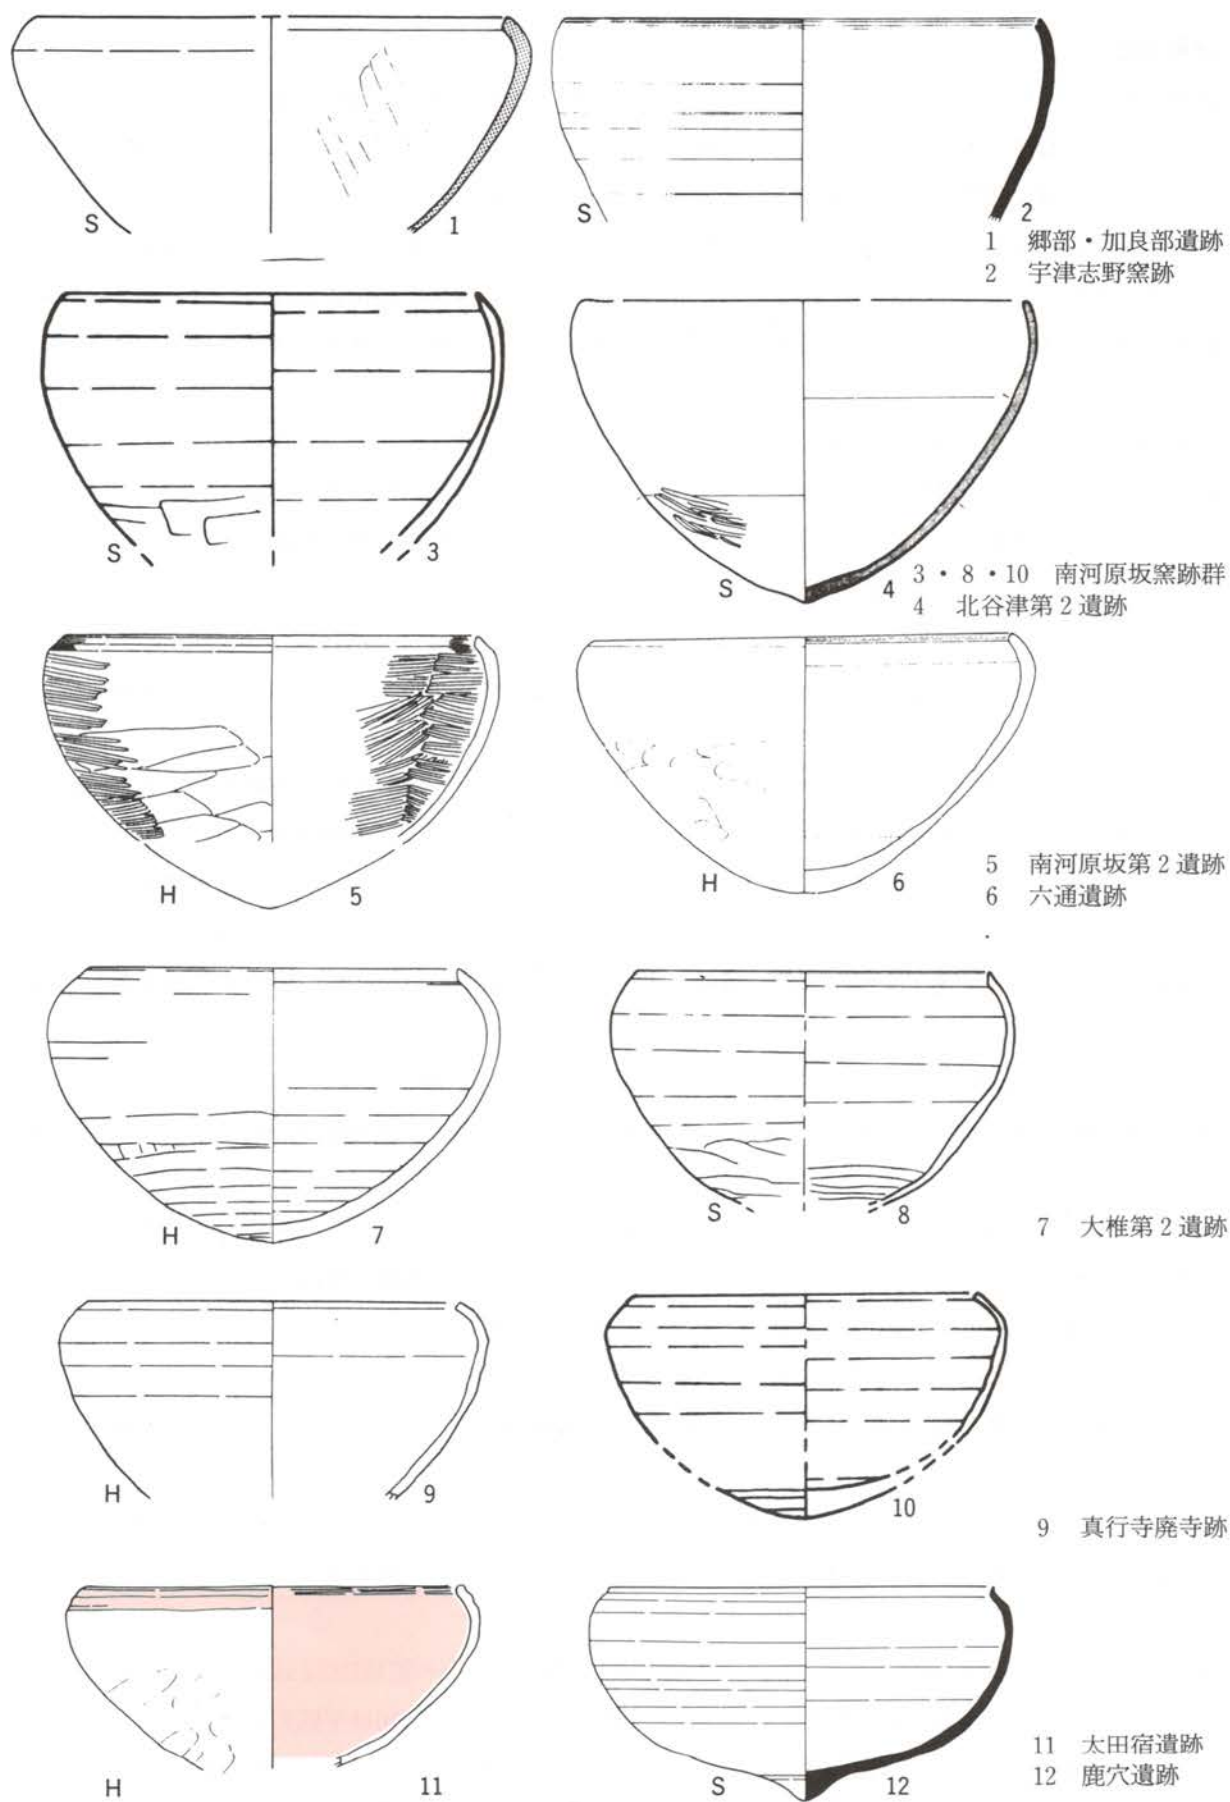 S 1
S 2
1 郷部・加良部遺跡
2 宇津志野窯跡
S 3
S 4
3・8・10 南河原坂窯跡群
4 北谷津第2遺跡
H 5
H 6
5 南河原坂第2遺跡
6 六通遺跡
H 7
S 8
7 大椎第2遺跡
H 9
10
9 真行寺廃寺跡
H 11
S 12
11 太田宿遺跡
12 鹿穴遺跡